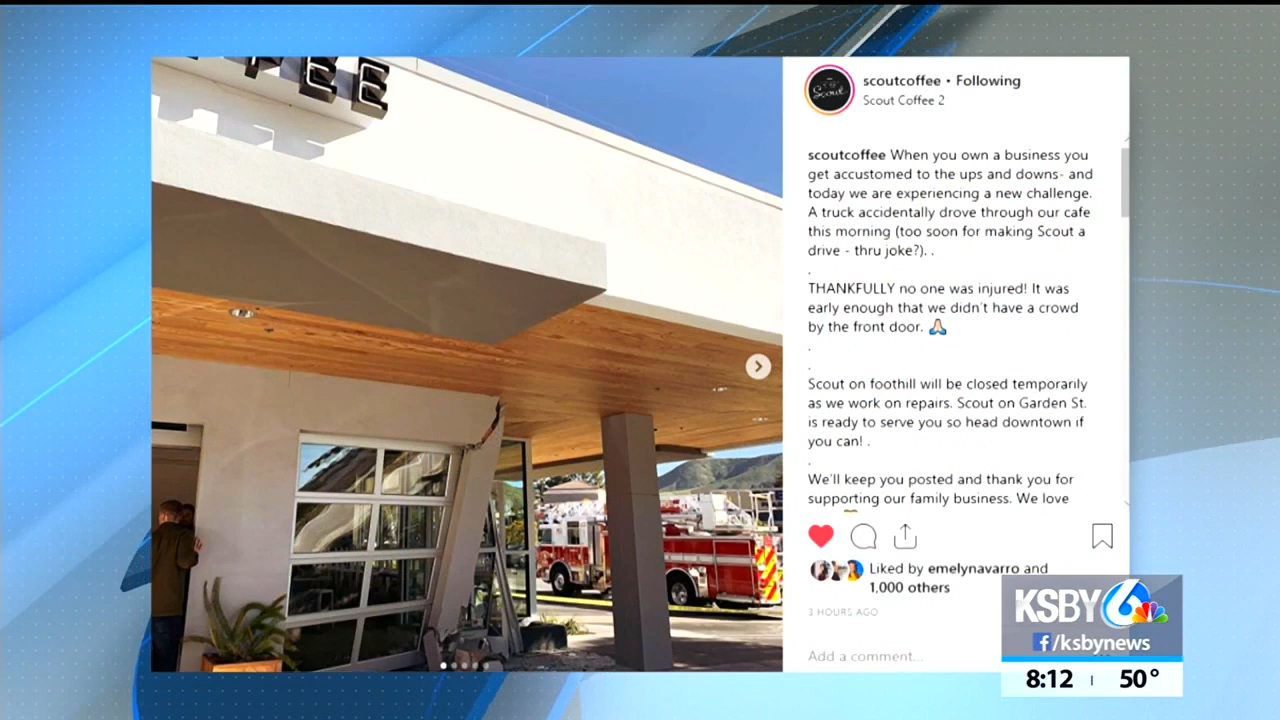 FEE
scoutcoffee • Following
Scout Coffee 2
Scout
scoutcoffee When you own a business you
get accustomed to the ups and downs- and
today we are experiencing a new challenge.
A truck accidentally drove through our cafe
this morning (too soon for making Scout a
drive - thru joke?). .
.
THANKFULLY no one was injured! It was
early enough that we didn't have a crowd
by the front door. 🙏
.
.
Scout on foothill will be closed temporarily
as we work on repairs. Scout on Garden St.
is ready to serve you so head downtown if
you can! .
.
We'll keep you posted and thank you for
supporting our family business. We love
Liked by emelynavarro and
1,000 others
3 HOURS AGO
Add a comment...
KSBY 6
f/ksbynews
8:12 50°